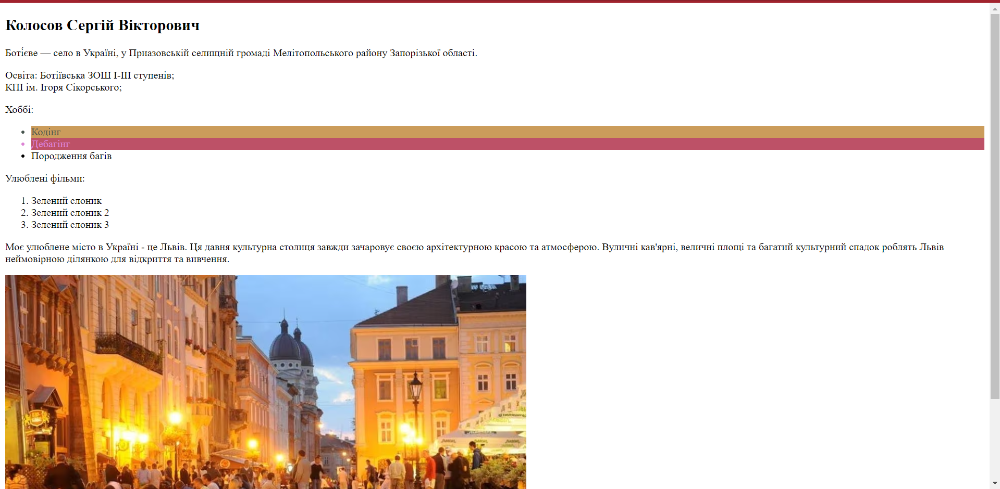 Колосов Сергій Вікторович
Боті́єве — село в Україні, у Приазовській селищній громаді Мелітопольського району Запорізької області.
Освіта: Ботіївська ЗОШ І-ІІІ ступенів;
КПІ ім. Ігоря Сікорського;
Хоббі:
• Кодінг
• Дебагінг
• Породження багів
Улюблені фільми:
1. Зелений слоник
2. Зелений слоник 2
3. Зелений слоник 3
Моє улюблене місто в Україні - це Львів. Ця давня культурна столиця завжди зачаровує своєю архітектурною красою та атмосферою. Вуличні кав'ярні, величні площі та багатий культурний спадок роблять Львів
неймовірною ділянкою для відкриття та вивчення.